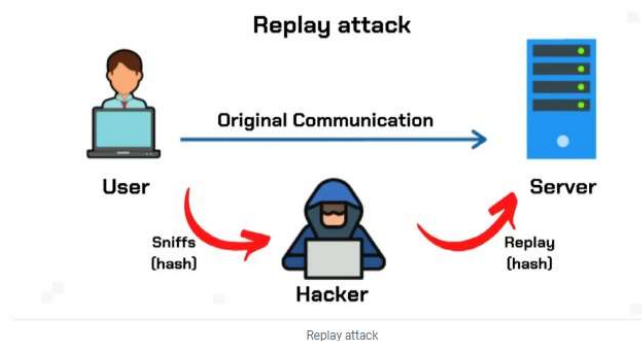 Replay attack
Original Communication
User
Server
Sniffs
(hash)
Replay
(hash)
Hacker
Replay attack